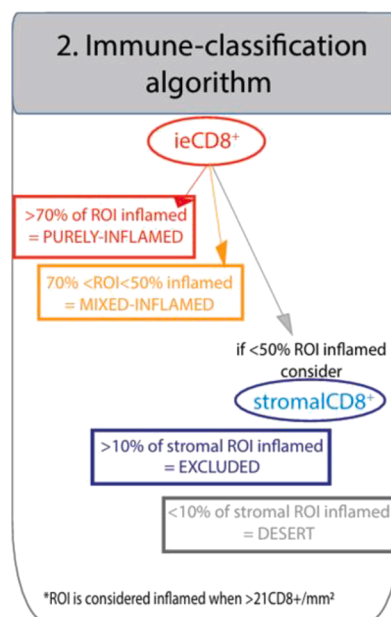 2. Immune-classification
algorithm
ieCD8⁺
>70% of ROI inflamed
= PURELY-INFLAMED
70% <ROI<50% inflamed
= MIXED-INFLAMED
if <50% ROI inflamed
consider
stromalCD8⁺
>10% of stromal ROI inflamed
= EXCLUDED
<10% of stromal ROI inflamed
= DESERT
*ROI is considered inflamed when >21CD8+/mm²